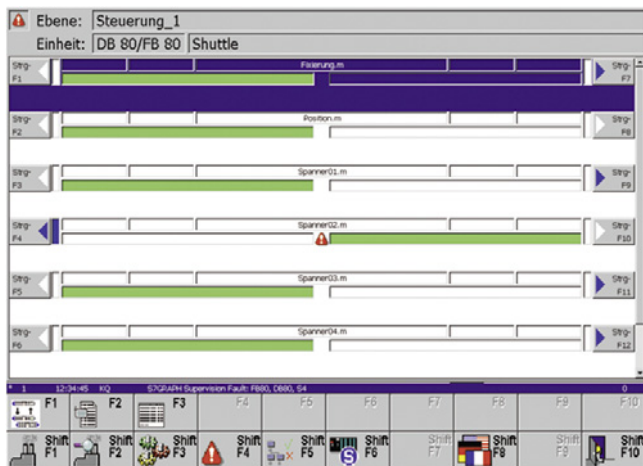 Ebene: Steuerung_1
Einheit: DB 80/FB 80 Shuttle
Strg- Fixierung.m Strg-
F1 F7
Strg- Position.m Strg-
F2 F8
Strg- Spanner01.m Strg-
F3 F9
Strg- Spanner02.m Strg-
F4 F10
Strg- Spanner03.m Strg-
F5 F11
Strg- Spanner04.m Strg-
F6 F12
* 1 12:34:45 KQ S7GRAPH Supervision Fault: FB80, DB80, S4 0
F1 F2 F3 F4 F5 F6 F7 F8 F9 F10
Shift Shift Shift Shift Shift Shift Shift Shift Shift Shift
F1 F2 F3 F4 F5 F6 F7 F8 F9 F10